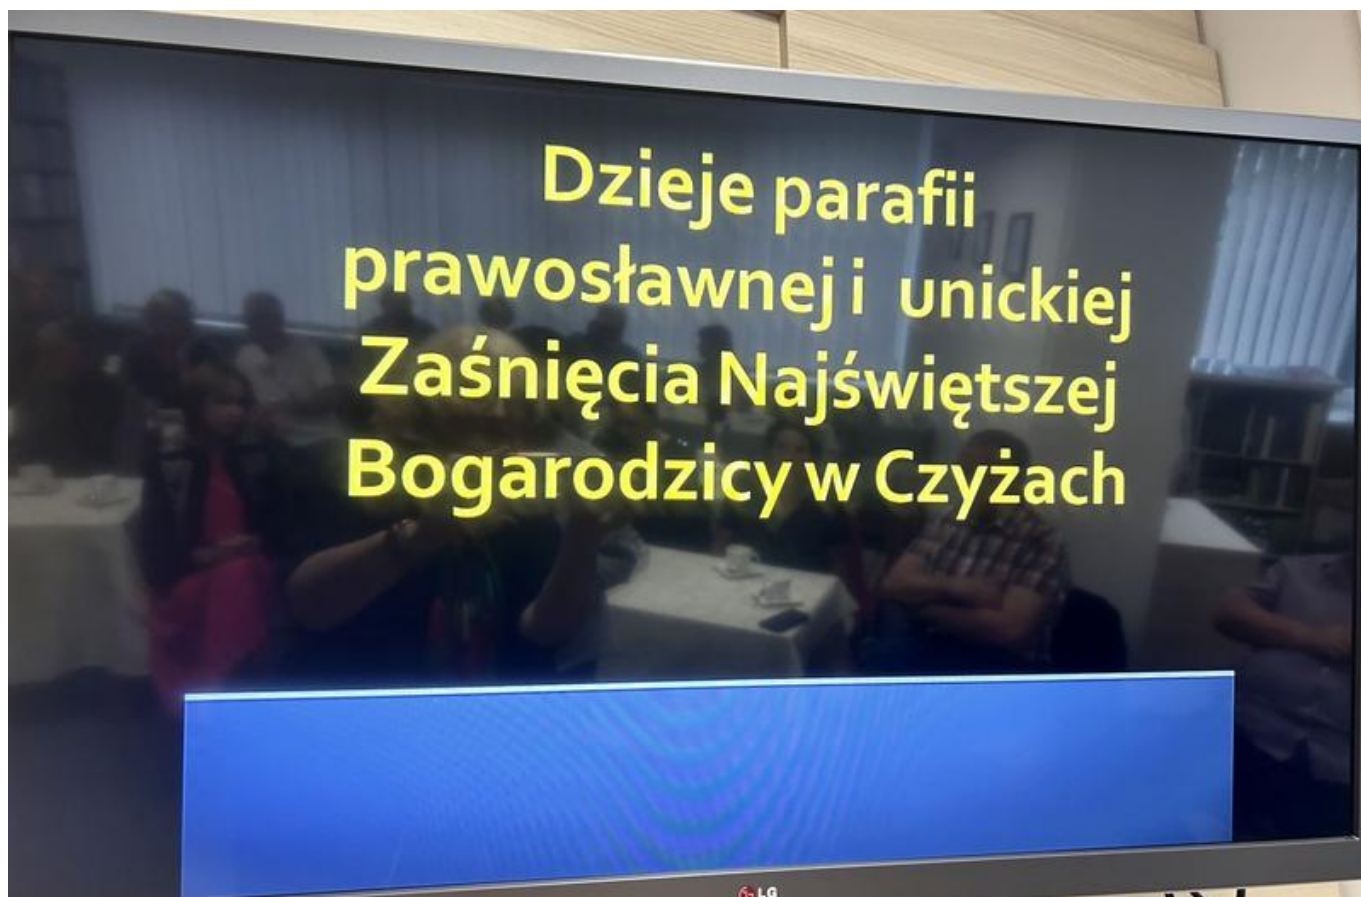 Dzieje parafii
prawosławnej i unickiej
Zaśnięcia Najświętszej
Bogarodzicy w Czyżach
LG